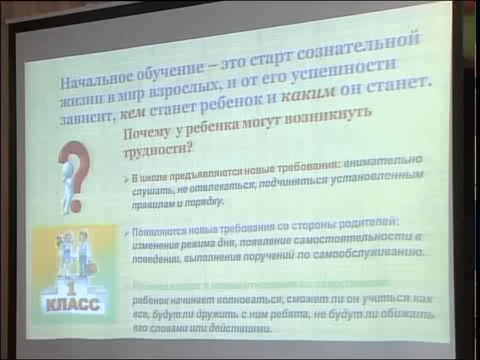 Начальное обучение – это старт сознательной
жизни в мир взрослых, и от его успешности
зависит, кем станет ребенок и каким он станет.
Почему у ребенка могут возникнуть
трудности?
В школе предъявляются новые требования: внимательно
слушать, не отвлекаться, подчиняться установленным
правилам и порядку.
Появляются новые требования со стороны родителей:
изменение режима дня, появление самостоятельности в
поведении, выполнение поручений по самообслуживанию.
ребенок начинает волноваться, сможет ли он учиться как
все, будут ли дружить с ним ребята, не будут ли обижать
его словами или действиями.
1
КЛАСС